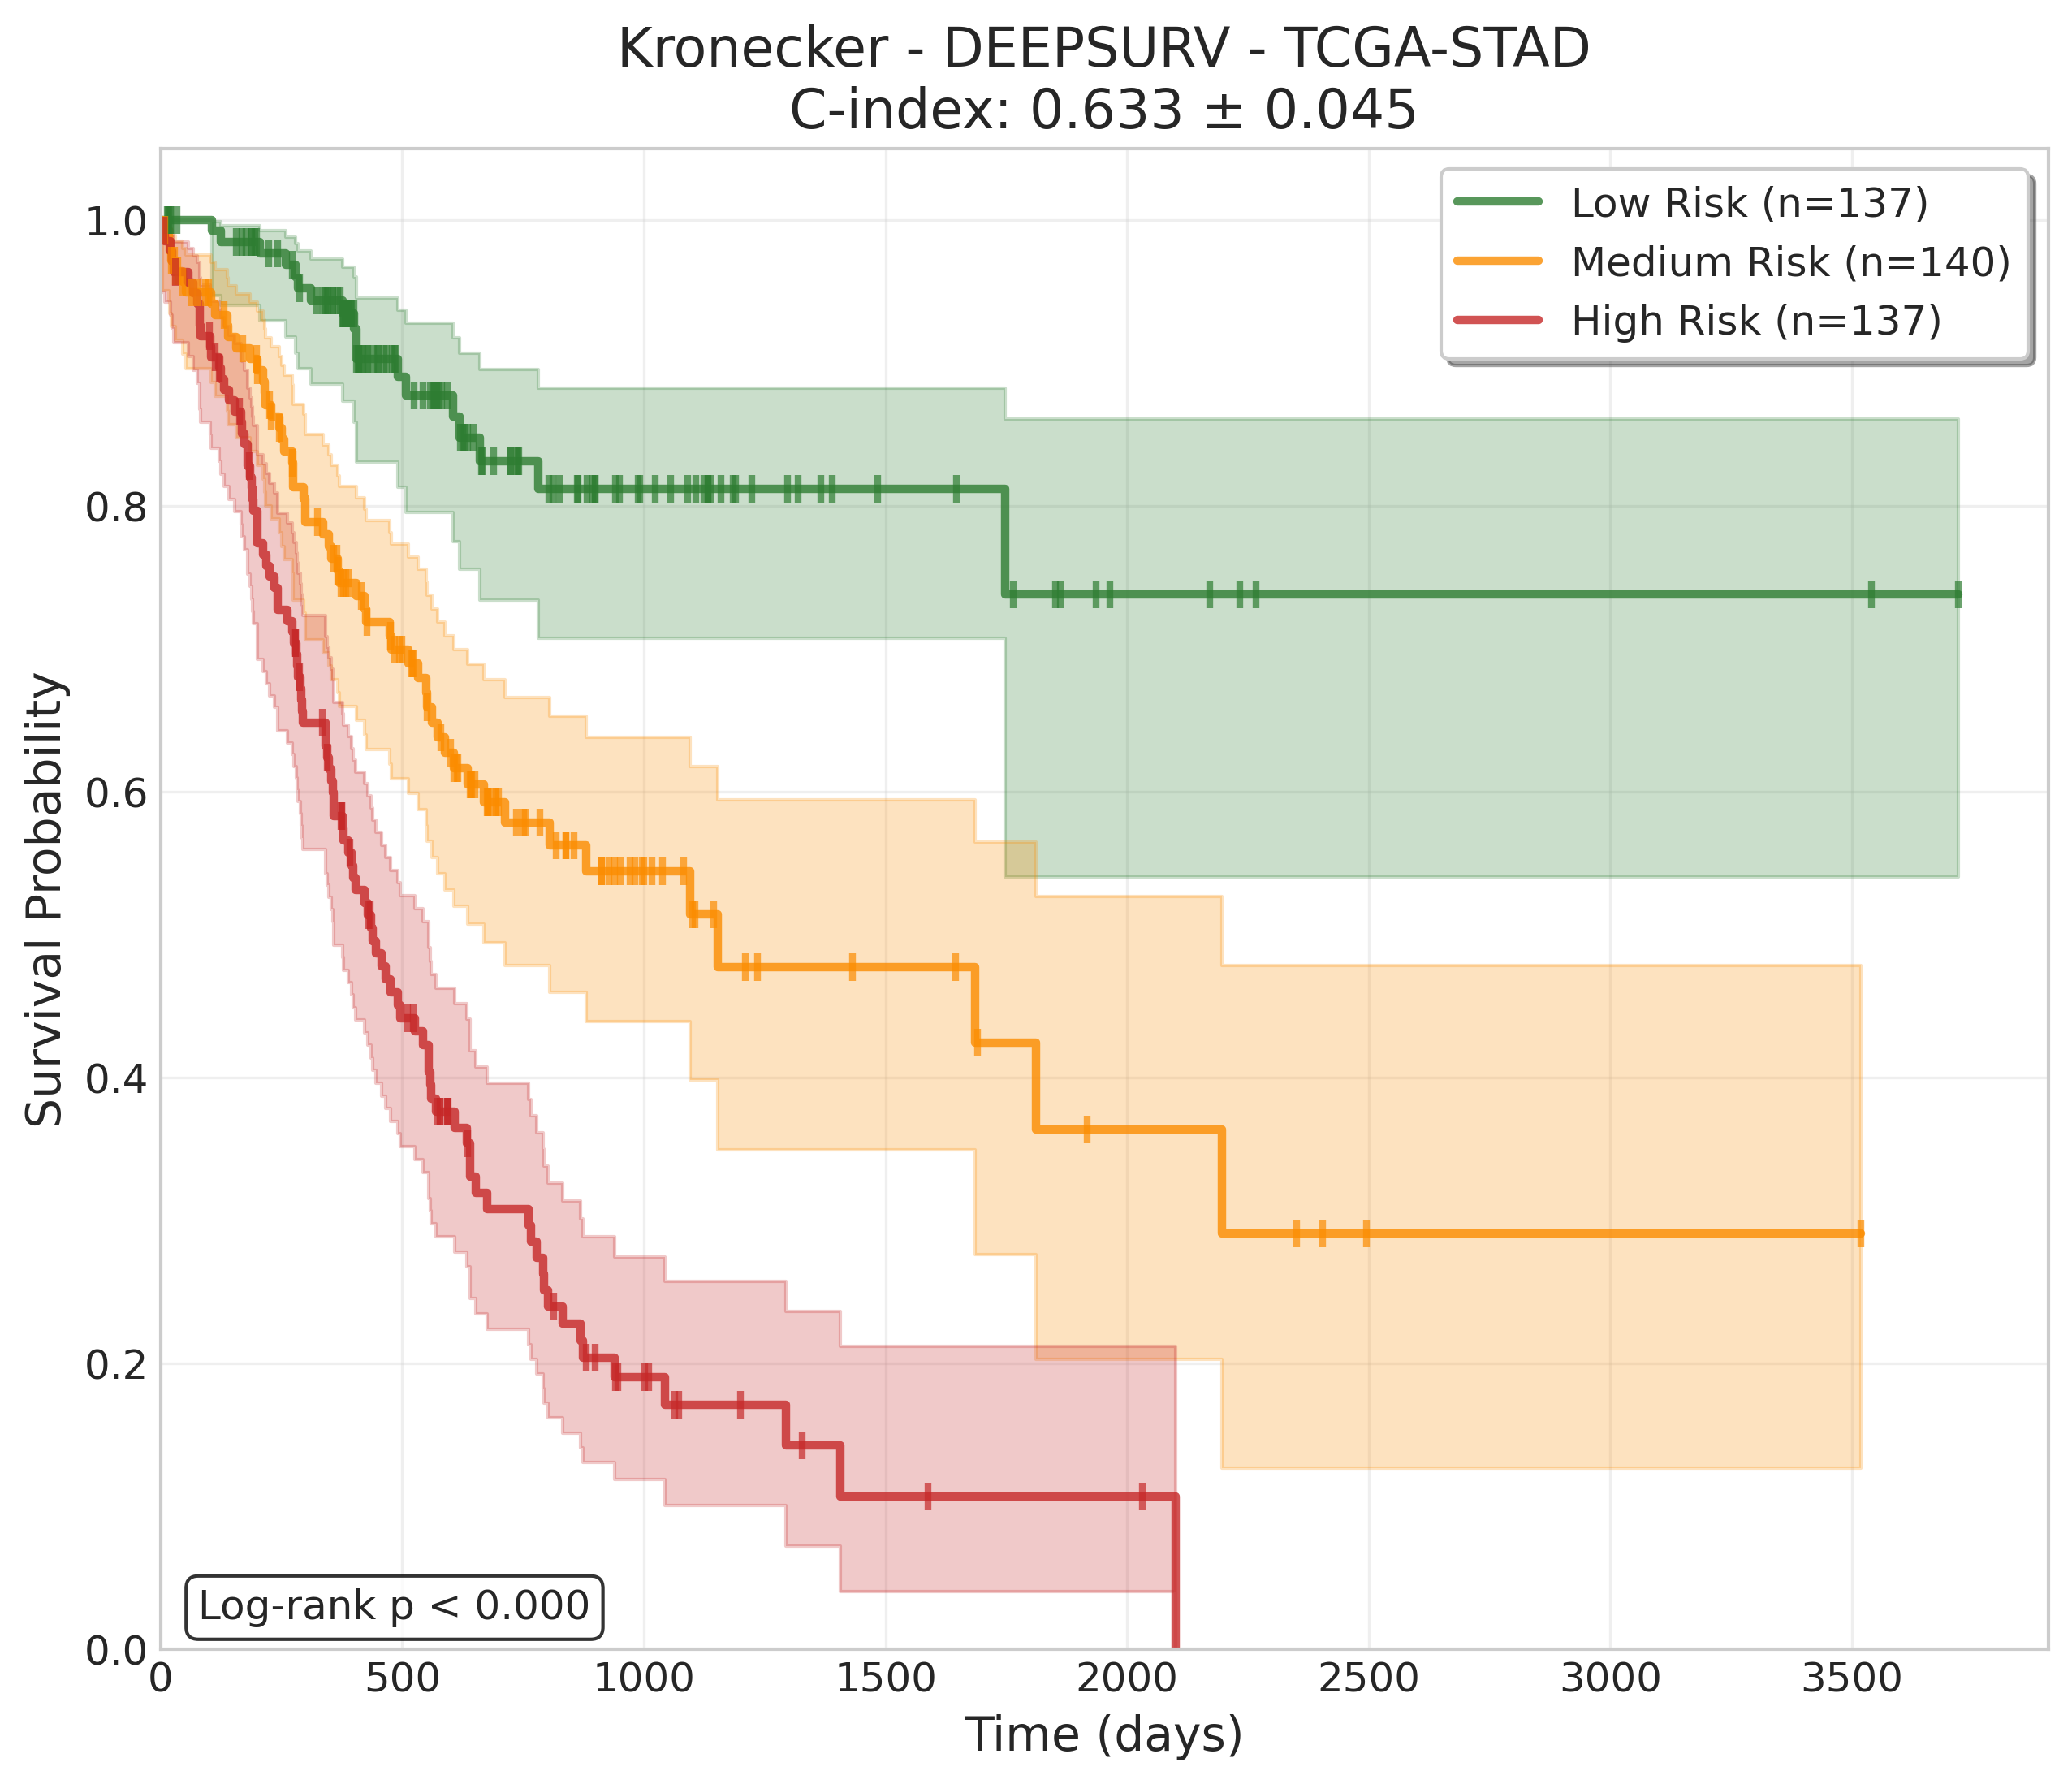 Kronecker - DEEPSURV - TCGA-STAD
C-index: 0.633 ± 0.045
Low Risk (n=137)
Medium Risk (n=140)
High Risk (n=137)
Survival Probability
1.0
0.8
0.6
0.4
0.2
0.0
Log-rank p < 0.000
0 500 1000 1500 2000 2500 3000 3500
Time (days)